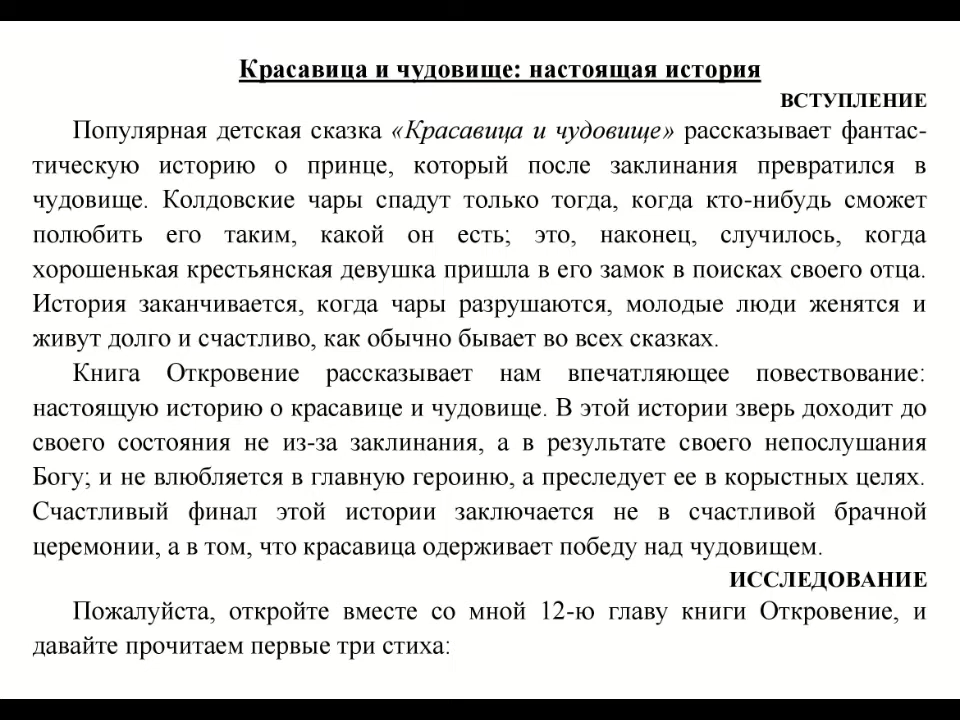 Красавица и чудовище: настоящая история
ВСТУПЛЕНИЕ
Популярная детская сказка «Красавица и чудовище» рассказывает фантас-
тическую историю о принце, который после заклинания превратился в
чудовище. Колдовские чары спадут только тогда, когда кто-нибудь сможет
полюбить его таким, какой он есть; это, наконец, случилось, когда
хорошенькая крестьянская девушка пришла в его замок в поисках своего отца.
История заканчивается, когда чары разрушаются, молодые люди женятся и
живут долго и счастливо, как обычно бывает во всех сказках.
Книга Откровение рассказывает нам впечатляющее повествование:
настоящую историю о красавице и чудовище. В этой истории зверь доходит до
своего состояния не из-за заклинания, а в результате своего непослушания
Богу; и не влюбляется в главную героиню, а преследует ее в корыстных целях.
Счастливый финал этой истории заключается не в счастливой брачной
церемонии, а в том, что красавица одерживает победу над чудовищем.
ИССЛЕДОВАНИЕ
Пожалуйста, откройте вместе со мной 12-ю главу книги Откровение, и
давайте прочитаем первые три стиха: